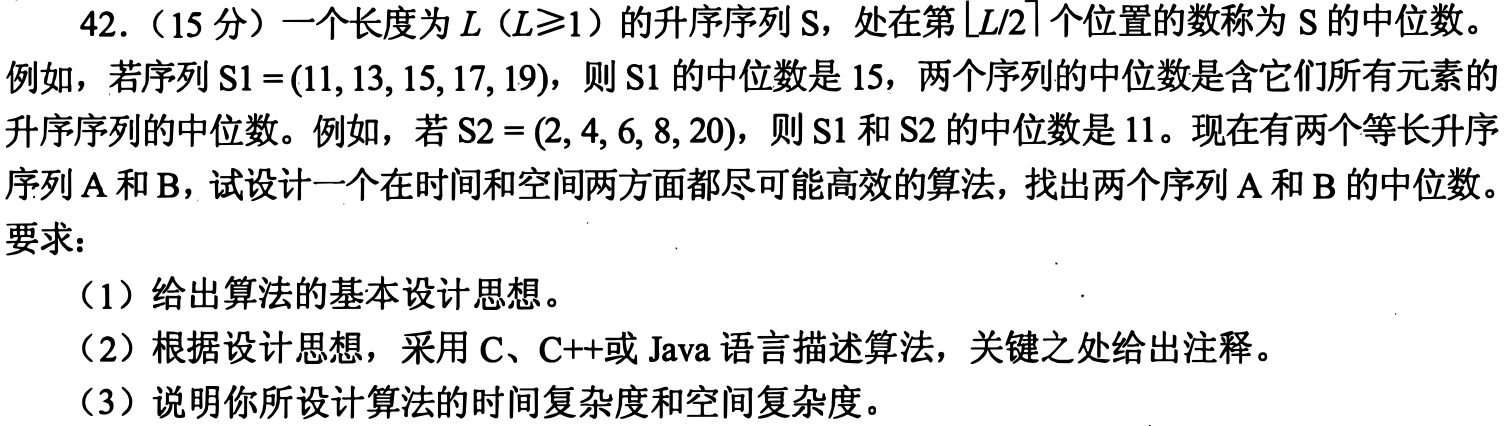 42.（15 分）一个长度为 L（L≥1）的升序序列 S，处在第⌊L/2⌉个位置的数称为 S 的中位数。
例如，若序列 S1 = (11, 13, 15, 17, 19)，则 S1 的中位数是 15，两个序列的中位数是含它们所有元素的
升序序列的中位数。例如，若 S2 = (2, 4, 6, 8, 20)，则 S1 和 S2 的中位数是 11。现在有两个等长升序
序列 A 和 B，试设计一个在时间和空间两方面都尽可能高效的算法，找出两个序列 A 和 B 的中位数。
要求：
（1）给出算法的基本设计思想。
（2）根据设计思想，采用 C、C++或 Java 语言描述算法，关键之处给出注释。
（3）说明你所设计算法的时间复杂度和空间复杂度。